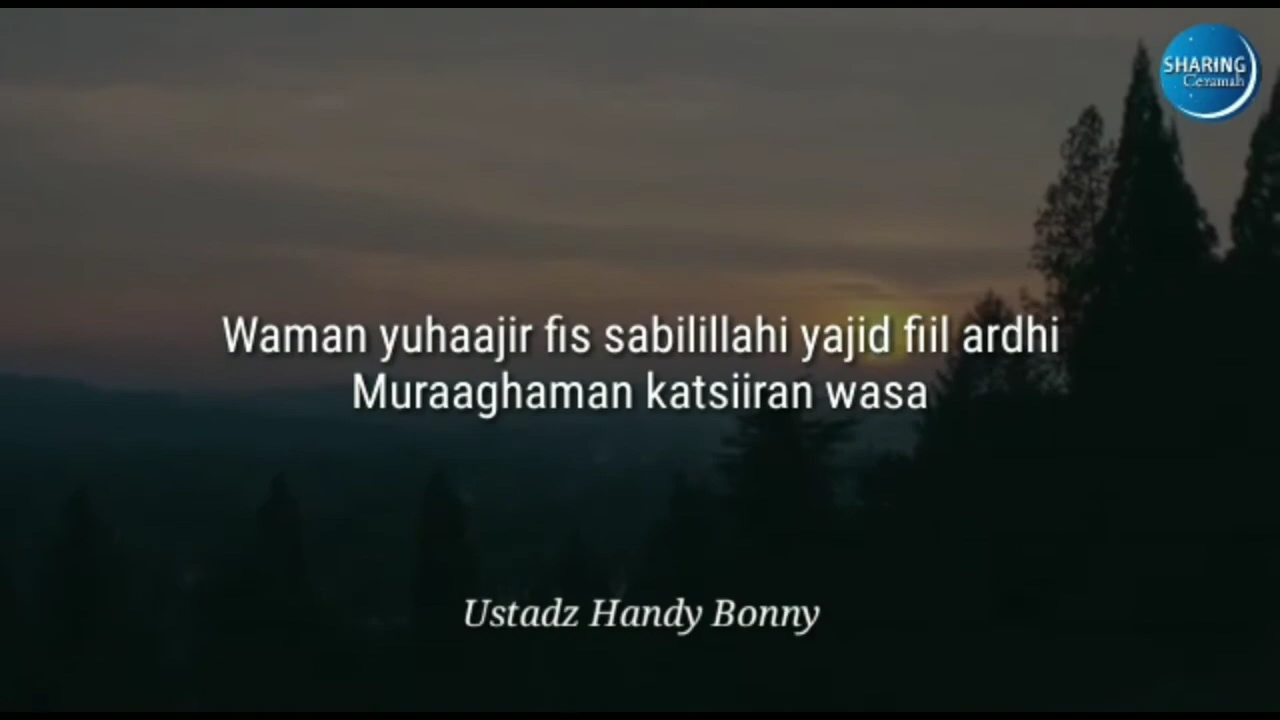 SHARING
Ceramah
Waman yuhaajir fis sabilillahi yajid fiil ardhi
Muraaghaman katsiiran wasa
Ustadz Handy Bonny